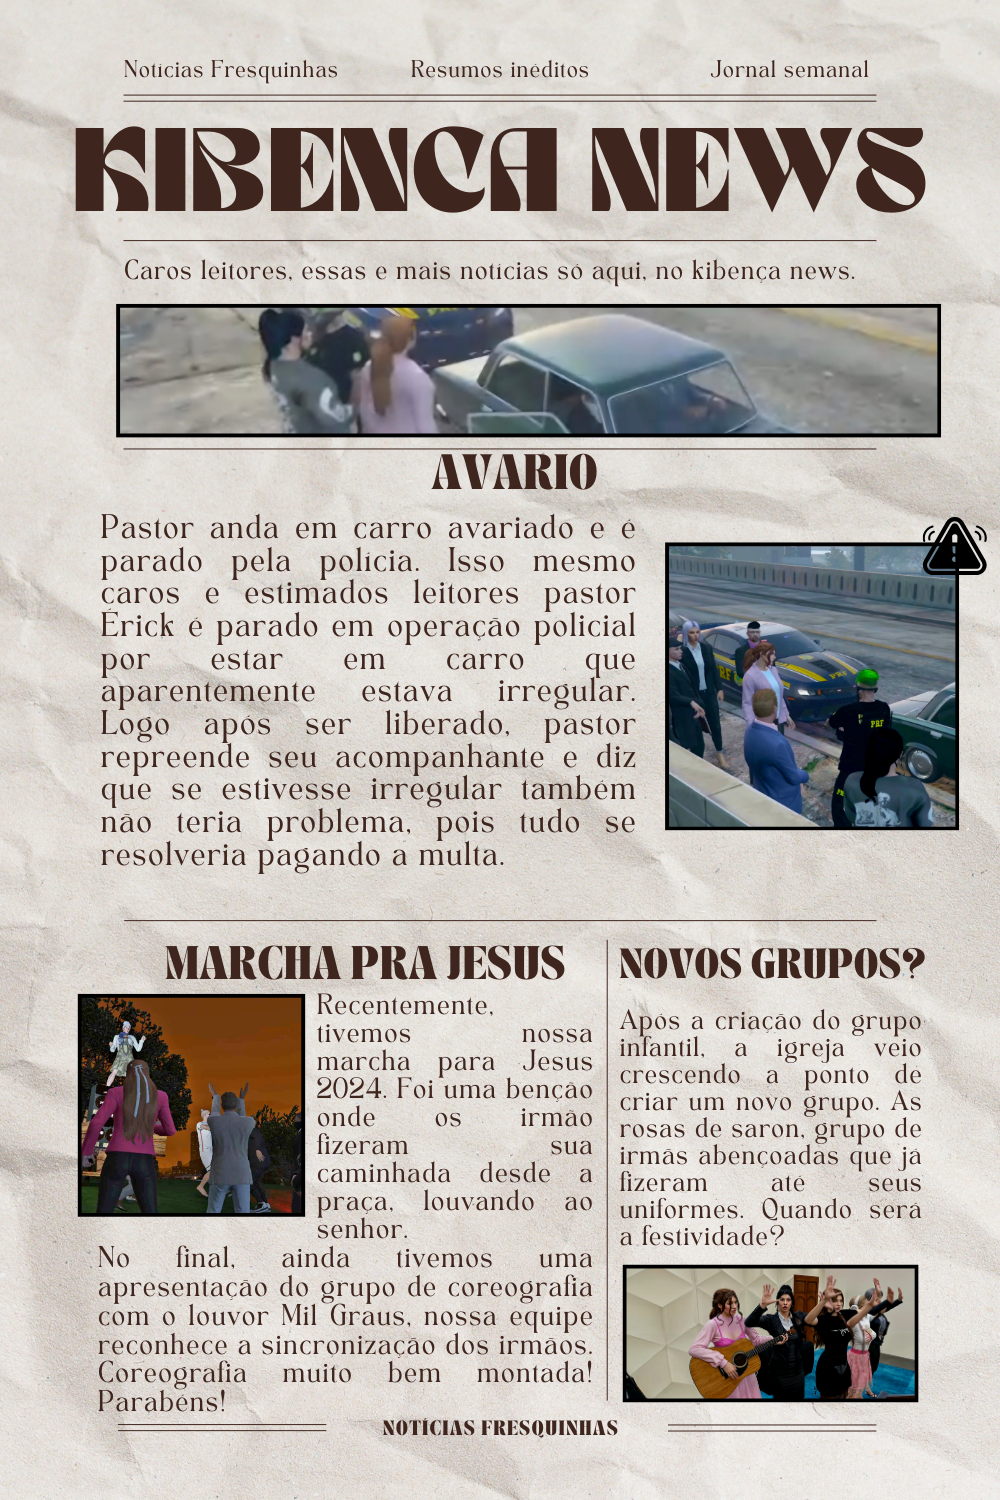 Notícias Fresquinhas
Resumos inéditos
Jornal semanal
KIBENCA NEWS
Caros leitores, essas e mais notícias só aqui, no kibença news.
AVARIO
Pastor anda em carro avariado e é
parado pela polícia. Isso mesmo
caros e estimados leitores pastor
Érick é parado em operação policial
por estar em carro que
aparentemente estava irregular.
Logo após ser liberado, pastor
repreende seu acompanhante e diz
que se estivesse irregular também
não teria problema, pois tudo se
resolveria pagando a multa.
PRF
PRF
MARCHA PRA JESUS
Recentemente,
tivemos nossa
marcha para Jesus
2024. Foi uma benção
onde os irmão
fizeram sua
caminhada desde a
praça, louvando ao
senhor.
No final, ainda tivemos uma
apresentação do grupo de coreografia
com o louvor Mil Graus, nossa equipe
reconhece a sincronização dos irmãos.
Coreografia muito bem montada!
Parabéns!
NOVOS GRUPOS?
Após a criação do grupo
infantil, a igreja veio
crescendo a ponto de
criar um novo grupo. As
rosas de saron, grupo de
irmãs abençoadas que já
fizeram até seus
uniformes. Quando será
a festividade?
NOTÍCIAS FRESQUINHAS